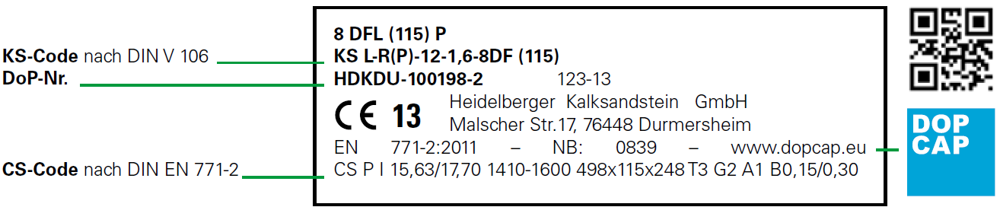 8 DFL (115) P
KS-Code nach DIN V 106
KS L-R(P)-12-1,6-8DF (115)
DoP-Nr.
HDKDU-100198-2 123-13
CE 13 Heidelberger Kalksandstein GmbH
Malscher Str.17, 76448 Durmersheim
EN 771-2:2011 – NB: 0839 – www.dopcap.eu
DOP
CAP
CS-Code nach DIN EN 771-2
CS P I 15,63/17,70 1410-1600 498x115x248 T3 G2 A1 B0,15/0,30